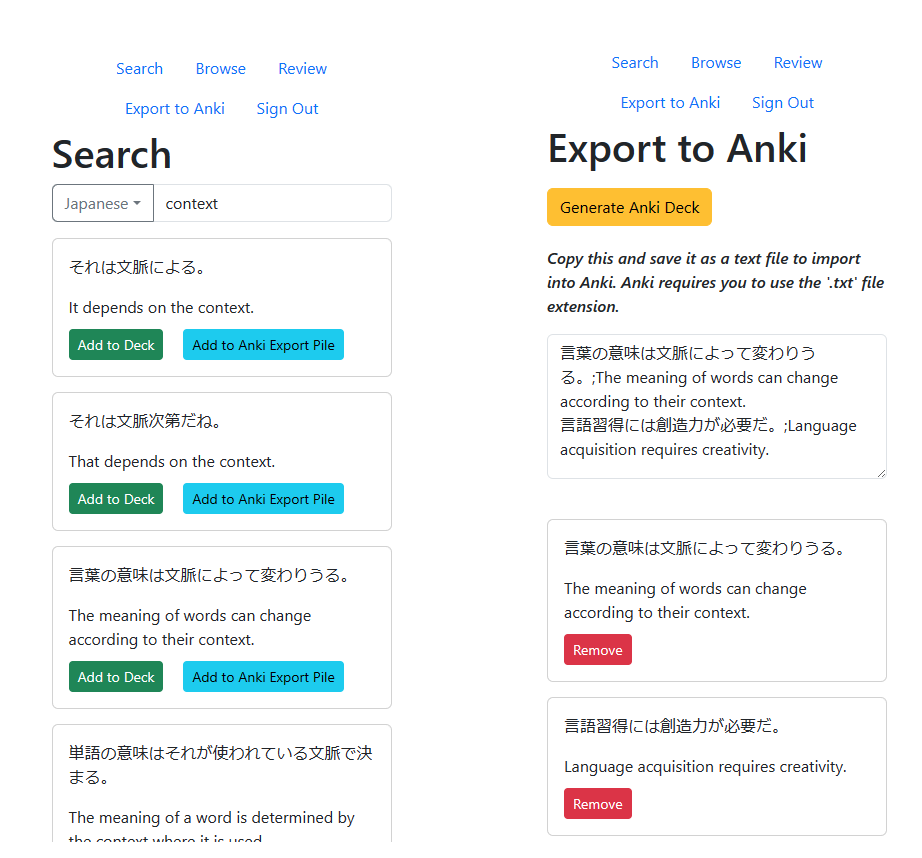 Search Browse Review
Export to Anki Sign Out
Search
Japanese context
それは文脈による。
It depends on the context.
Add to Deck Add to Anki Export Pile
それは文脈次第だね。
That depends on the context.
Add to Deck Add to Anki Export Pile
言葉の意味は文脈によって変わりうる。
The meaning of words can change
according to their context.
Add to Deck Add to Anki Export Pile
単語の意味はそれが使われている文脈で決
まる。
The meaning of a word is determined by
the context where it is used.
Search Browse Review
Export to Anki Sign Out
Export to Anki
Generate Anki Deck
Copy this and save it as a text file to import
into Anki. Anki requires you to use the '.txt' file
extension.
言葉の意味は文脈によって変わりう
る。;The meaning of words can change
according to their context.
言語習得には創造力が必要だ。;Language
acquisition requires creativity.
言葉の意味は文脈によって変わりうる。
The meaning of words can change
according to their context.
Remove
言語習得には創造力が必要だ。
Language acquisition requires creativity.
Remove